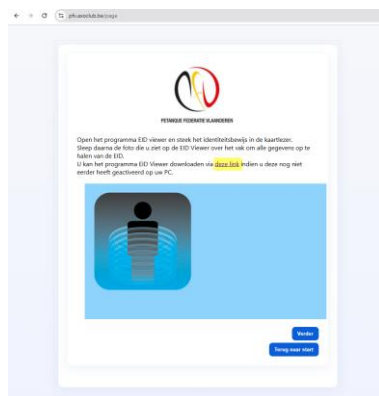 pfv.assoclub.be/page
PETANQUE FEDERATIE VLAANDEREN
Open het programma EID viewer en steek het identiteitsbewijs in de kaartlezer.
Sleep daarna de foto die u ziet op de EID Viewer over het vak om alle gegevens op te
halen van de EID.
U kan het programma EID Viewer downloaden via deze link indien u deze nog niet
eerder heeft geactiveerd op uw PC.
Verder
Terug naar start